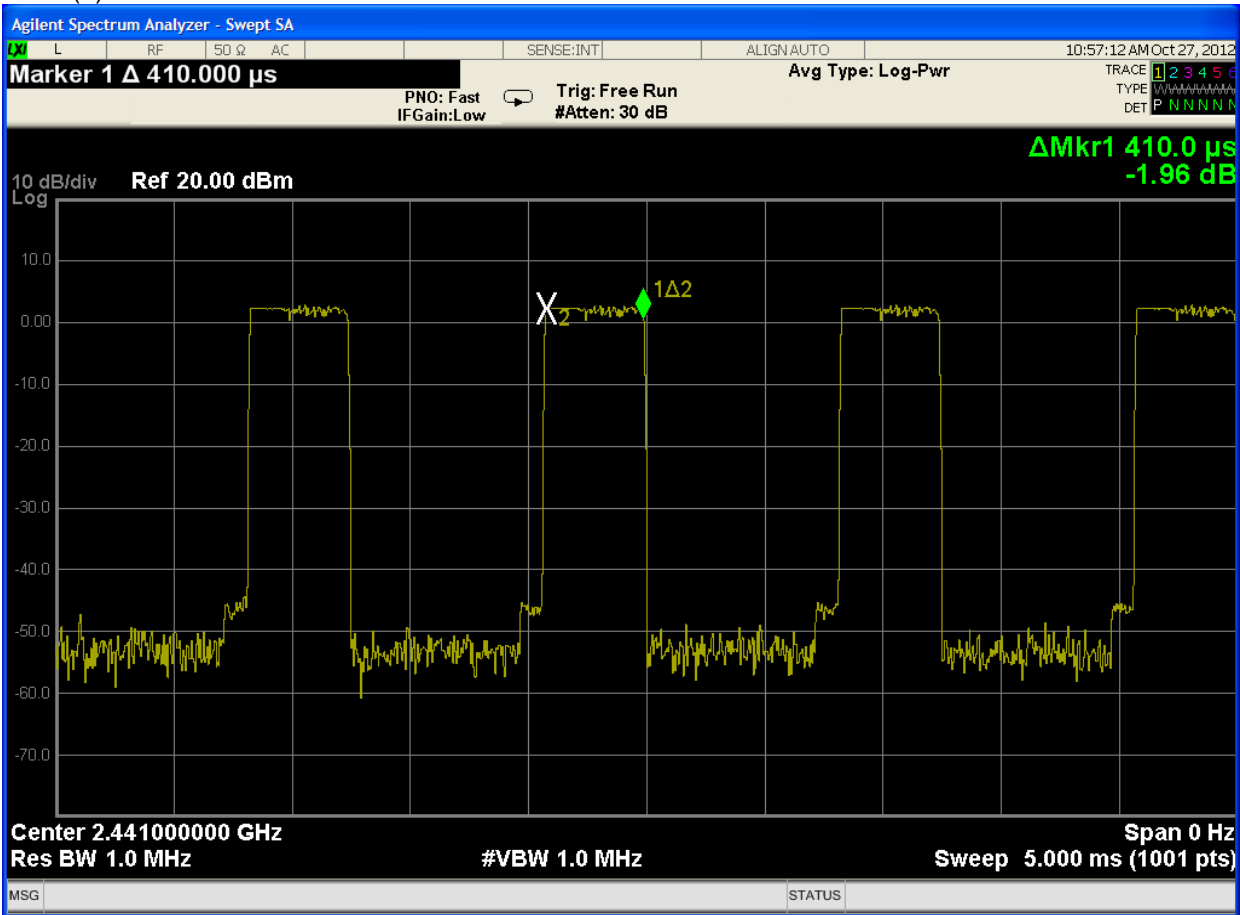 Agilent Spectrum Analyzer - Swept SA
LXI L RF 50 Ω AC SENSE:INT ALIGN AUTO 10:57:12 AM Oct 27, 2012
Marker 1 Δ 410.000 µs
Avg Type: Log-Pwr
TRACE 1 2 3 4 5 6
PNO: Fast Trig: Free Run
TYPE
IFGain:Low #Atten: 30 dB
DET P N N N N N
ΔMkr1 410.0 µs
-1.96 dB
10 dB/div Ref 20.00 dBm
Log
10.0
1Δ2
X2
0.00
-10.0
-20.0
-30.0
-40.0
-50.0
-60.0
-70.0
Center 2.441000000 GHz Span 0 Hz
Res BW 1.0 MHz #VBW 1.0 MHz Sweep 5.000 ms (1001 pts)
MSG STATUS